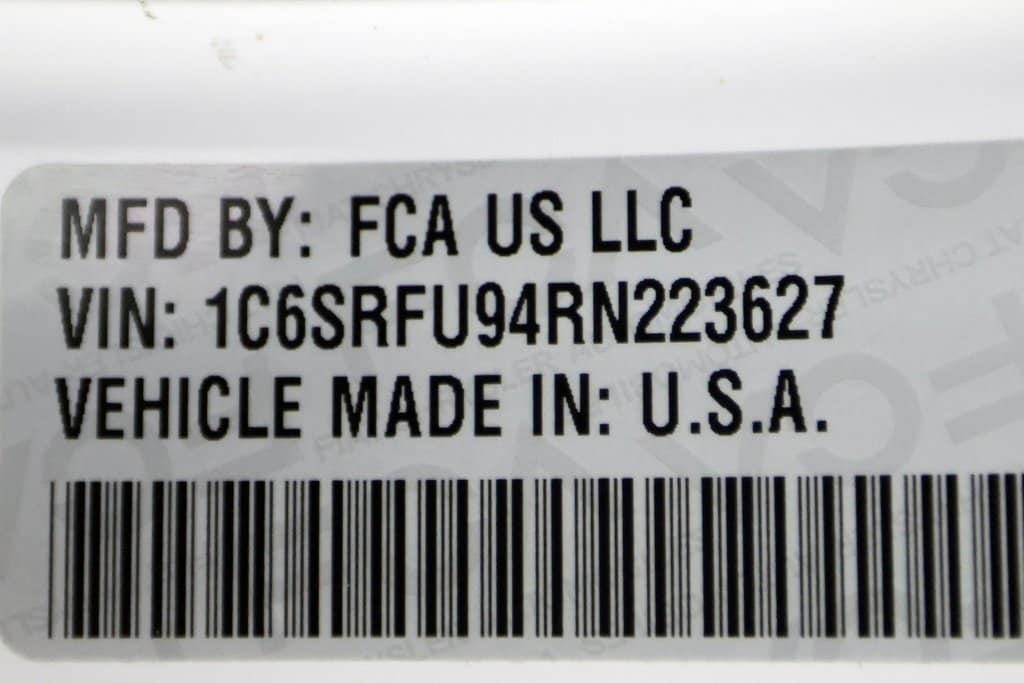 MFD BY: FCA US LLC
VIN: 1C6SRFU94RN223627
VEHICLE MADE IN: U.S.A.